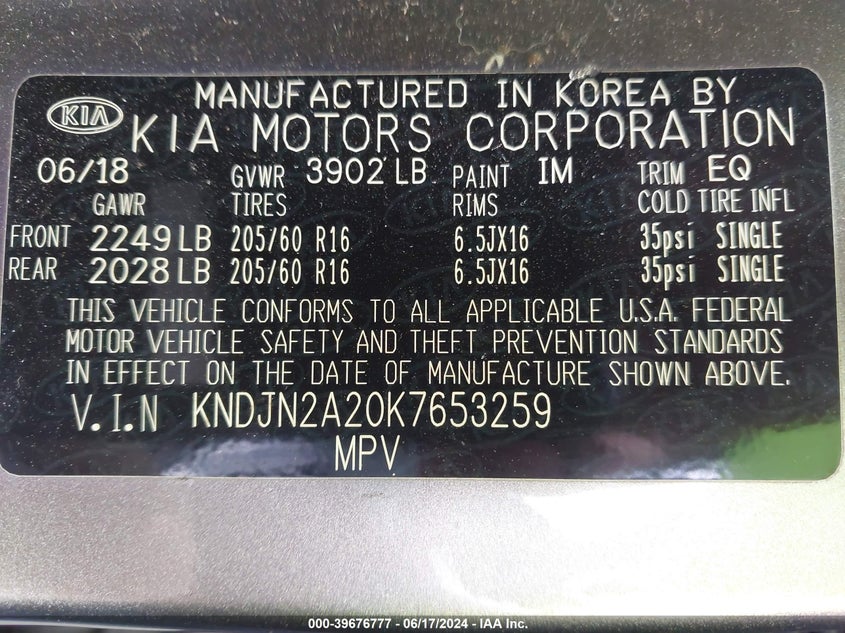 MANUFACTURED IN KOREA BY
KIA KIA MOTORS CORPORATION
06/18 GVWR 3902 LB PAINT IM TRIM EQ
GAWR TIRES RIMS COLD TIRE INFL
FRONT 2249 LB 205/60 R16 6.5JX16 35psi SINGLE
REAR 2028 LB 205/60 R16 6.5JX16 35psi SINGLE
THIS VEHICLE CONFORMS TO ALL APPLICABLE U.S.A. FEDERAL
MOTOR VEHICLE SAFETY AND THEFT PREVENTION STANDARDS
IN EFFECT ON THE DATE OF MANUFACTURE SHOWN ABOVE.
V.I.N KNDJN2A20K7653259
MPV
000-39676777 - 06/17/2024 - IAA Inc.